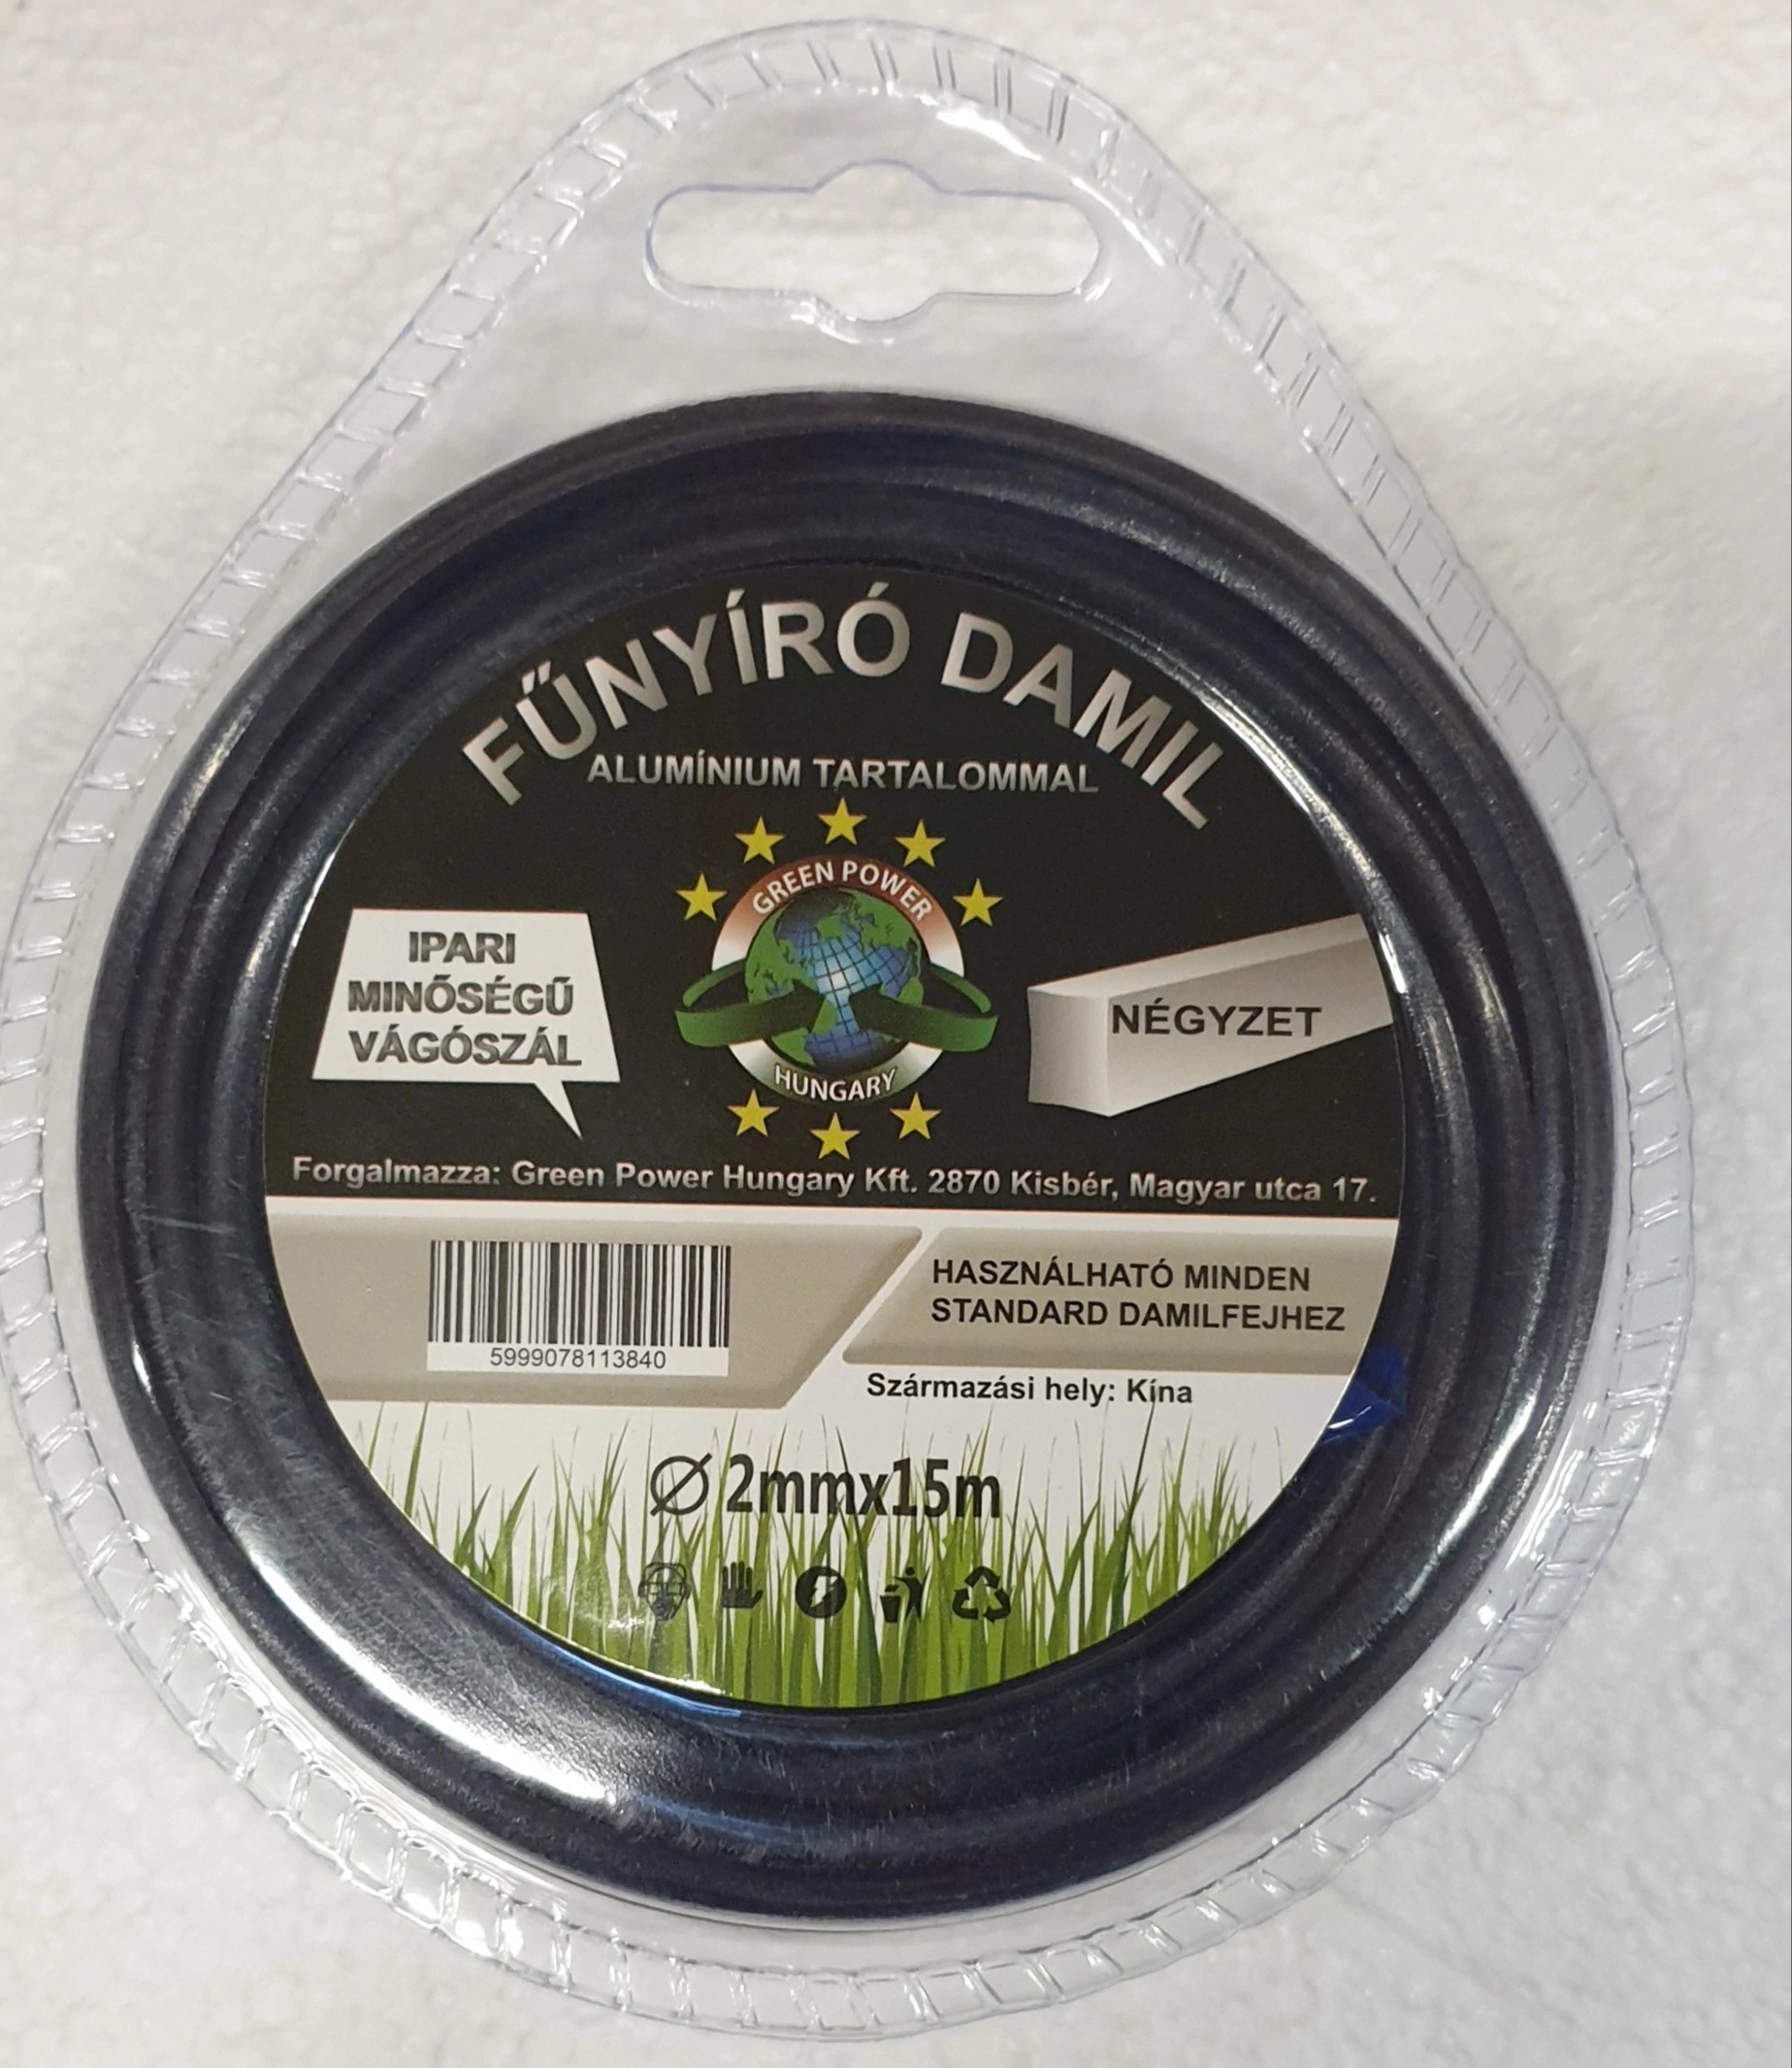 FŰNYÍRÓ DAMIL
ALUMÍNIUM TARTALOMMAL
GREEN POWER
HUNGARY
IPARI
MINŐSÉGŰ
VÁGÓSZÁL
NÉGYZET
Forgalmazza: Green Power Hungary Kft. 2870 Kisbér, Magyar utca 17.
5999078113840
HASZNÁLHATÓ MINDEN
STANDARD DAMILFEJHEZ
Származási hely: Kína
∅ 2mmx15m